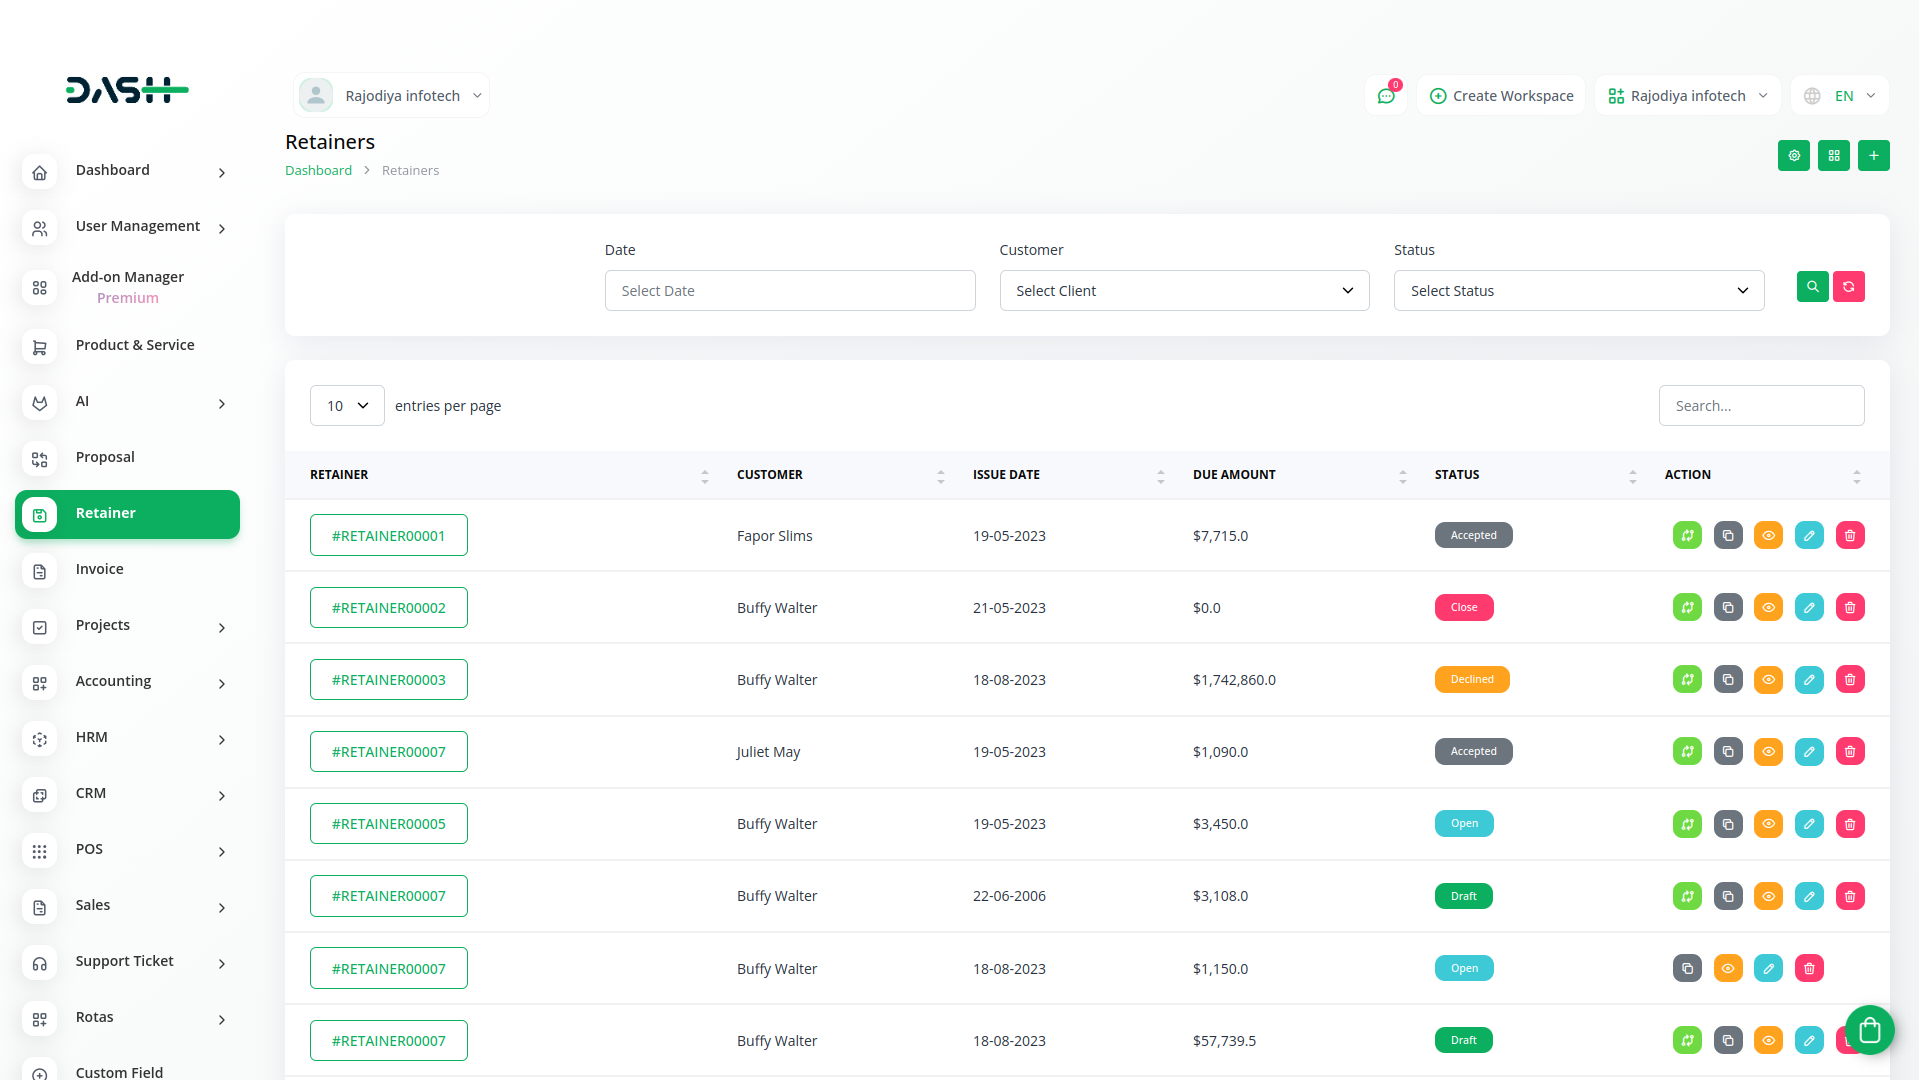 DASH
Rajodiya infotech
0
Create Workspace
Rajodiya infotech
EN
Retainers
Dashboard > Retainers
Dashboard
User Management
Add-on Manager
Premium
Product & Service
AI
Proposal
Retainer
Invoice
Projects
Accounting
HRM
CRM
POS
Sales
Support Ticket
Rotas
Custom Field
Date
Customer
Status
Select Date
Select Client
Select Status
10 entries per page
Search...
RETAINER CUSTOMER ISSUE DATE DUE AMOUNT STATUS ACTION
#RETAINER00001 Fapor Slims 19-05-2023 $7,715.0 Accepted
#RETAINER00002 Buffy Walter 21-05-2023 $0.0 Close
#RETAINER00003 Buffy Walter 18-08-2023 $1,742,860.0 Declined
#RETAINER00007 Juliet May 19-05-2023 $1,090.0 Accepted
#RETAINER00005 Buffy Walter 19-05-2023 $3,450.0 Open
#RETAINER00007 Buffy Walter 22-06-2006 $3,108.0 Draft
#RETAINER00007 Buffy Walter 18-08-2023 $1,150.0 Open
#RETAINER00007 Buffy Walter 18-08-2023 $57,739.5 Draft